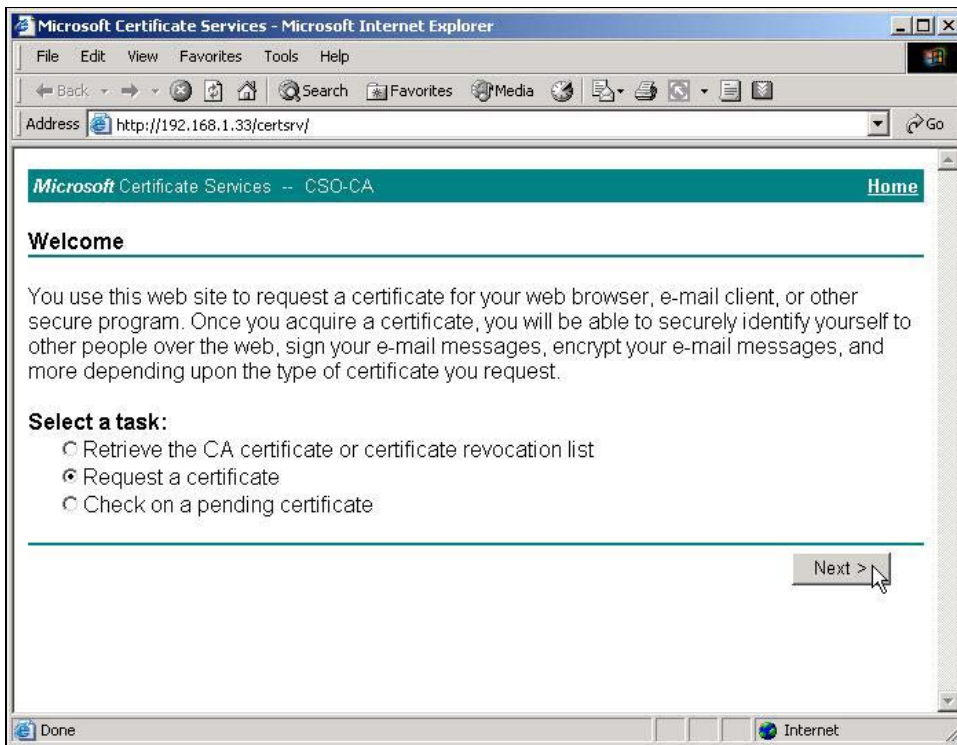 Microsoft Certificate Services - Microsoft Internet Explorer
File Edit View Favorites Tools Help
Back Search Favorites Media
Address http://192.168.1.33/certsrv/ Go
Microsoft Certificate Services -- CSO-CA Home
Welcome
You use this web site to request a certificate for your web browser, e-mail client, or other
secure program. Once you acquire a certificate, you will be able to securely identify yourself to
other people over the web, sign your e-mail messages, encrypt your e-mail messages, and
more depending upon the type of certificate you request.
Select a task:
Retrieve the CA certificate or certificate revocation list
Request a certificate
Check on a pending certificate
Next >
Done Internet